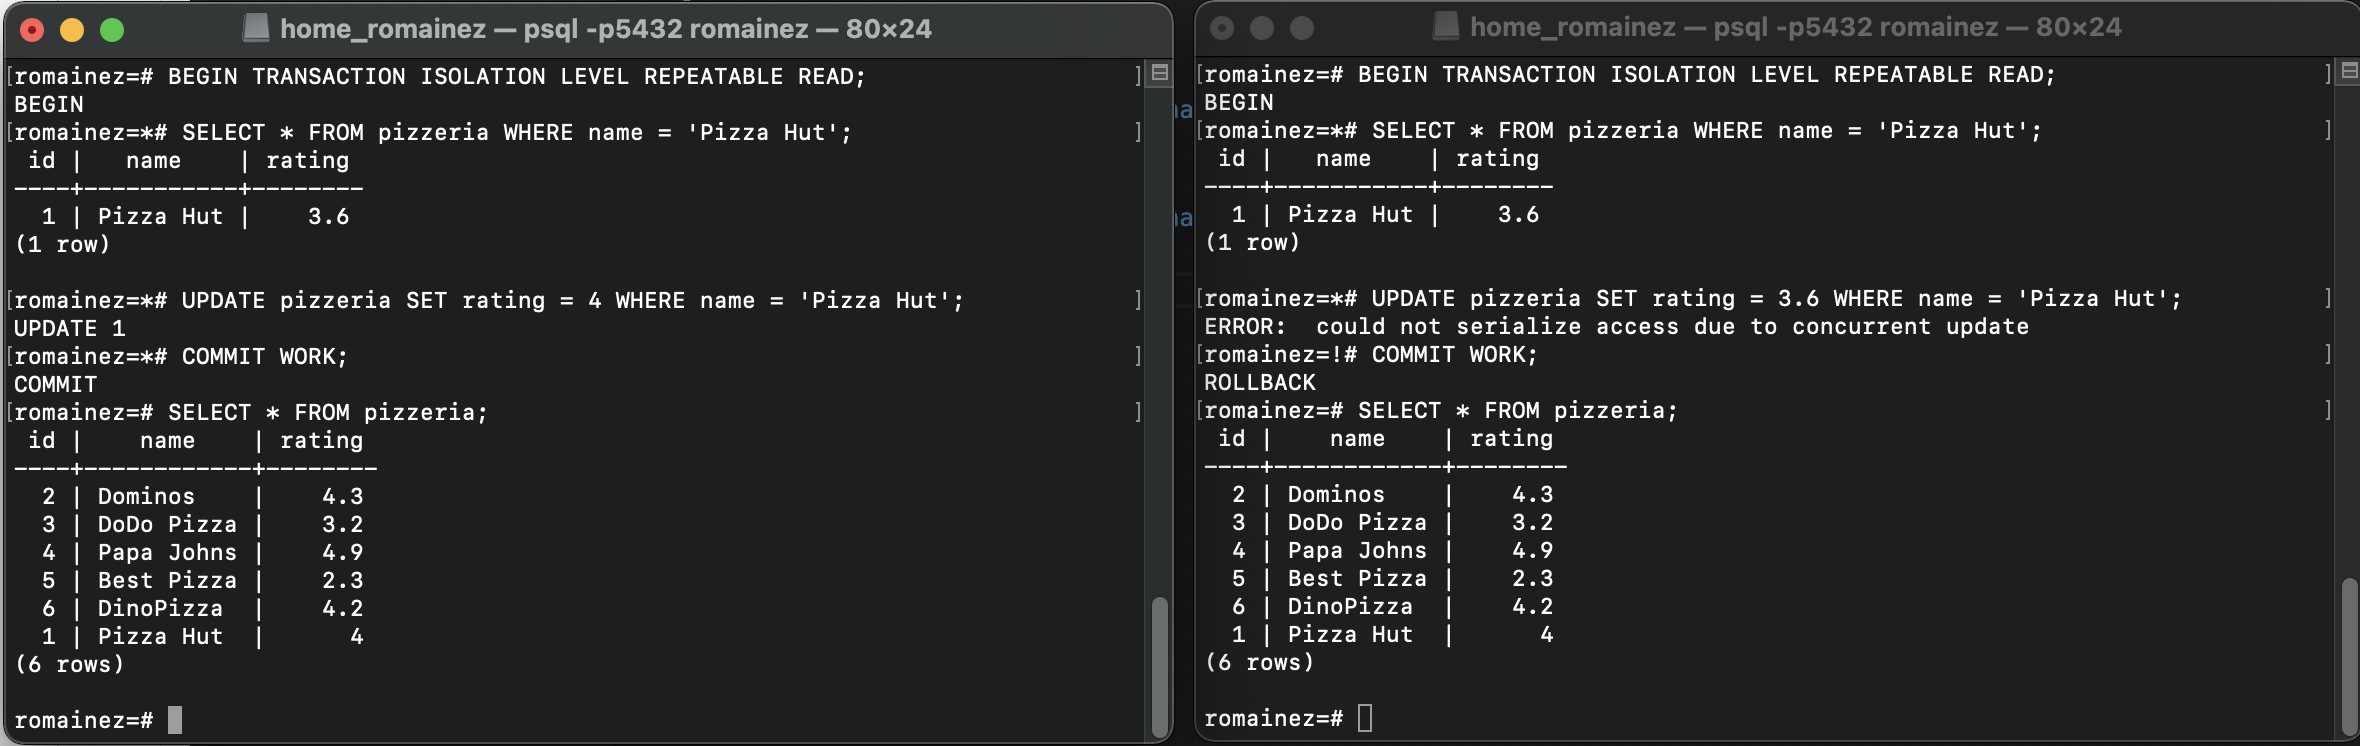 home_romainez — psql -p5432 romainez — 80×24
[romainez=# BEGIN TRANSACTION ISOLATION LEVEL REPEATABLE READ; ]
BEGIN
[romainez=*# SELECT * FROM pizzeria WHERE name = 'Pizza Hut'; ]
 id |   name    | rating
----+-----------+--------
  1 | Pizza Hut |    3.6
(1 row)
[romainez=*# UPDATE pizzeria SET rating = 4 WHERE name = 'Pizza Hut'; ]
UPDATE 1
[romainez=*# COMMIT WORK; ]
COMMIT
[romainez=# SELECT * FROM pizzeria; ]
 id |    name    | rating
----+------------+--------
  2 | Dominos    |    4.3
  3 | DoDo Pizza |    3.2
  4 | Papa Johns |    4.9
  5 | Best Pizza |    2.3
  6 | DinoPizza  |    4.2
  1 | Pizza Hut  |      4
(6 rows)
romainez=#
home_romainez — psql -p5432 romainez — 80×24
[romainez=# BEGIN TRANSACTION ISOLATION LEVEL REPEATABLE READ; ]
BEGIN
[romainez=*# SELECT * FROM pizzeria WHERE name = 'Pizza Hut'; ]
 id |   name    | rating
----+-----------+--------
  1 | Pizza Hut |    3.6
(1 row)
[romainez=*# UPDATE pizzeria SET rating = 3.6 WHERE name = 'Pizza Hut'; ]
ERROR:  could not serialize access due to concurrent update
[romainez=!# COMMIT WORK; ]
ROLLBACK
[romainez=# SELECT * FROM pizzeria; ]
 id |    name    | rating
----+------------+--------
  2 | Dominos    |    4.3
  3 | DoDo Pizza |    3.2
  4 | Papa Johns |    4.9
  5 | Best Pizza |    2.3
  6 | DinoPizza  |    4.2
  1 | Pizza Hut  |      4
(6 rows)
romainez=#